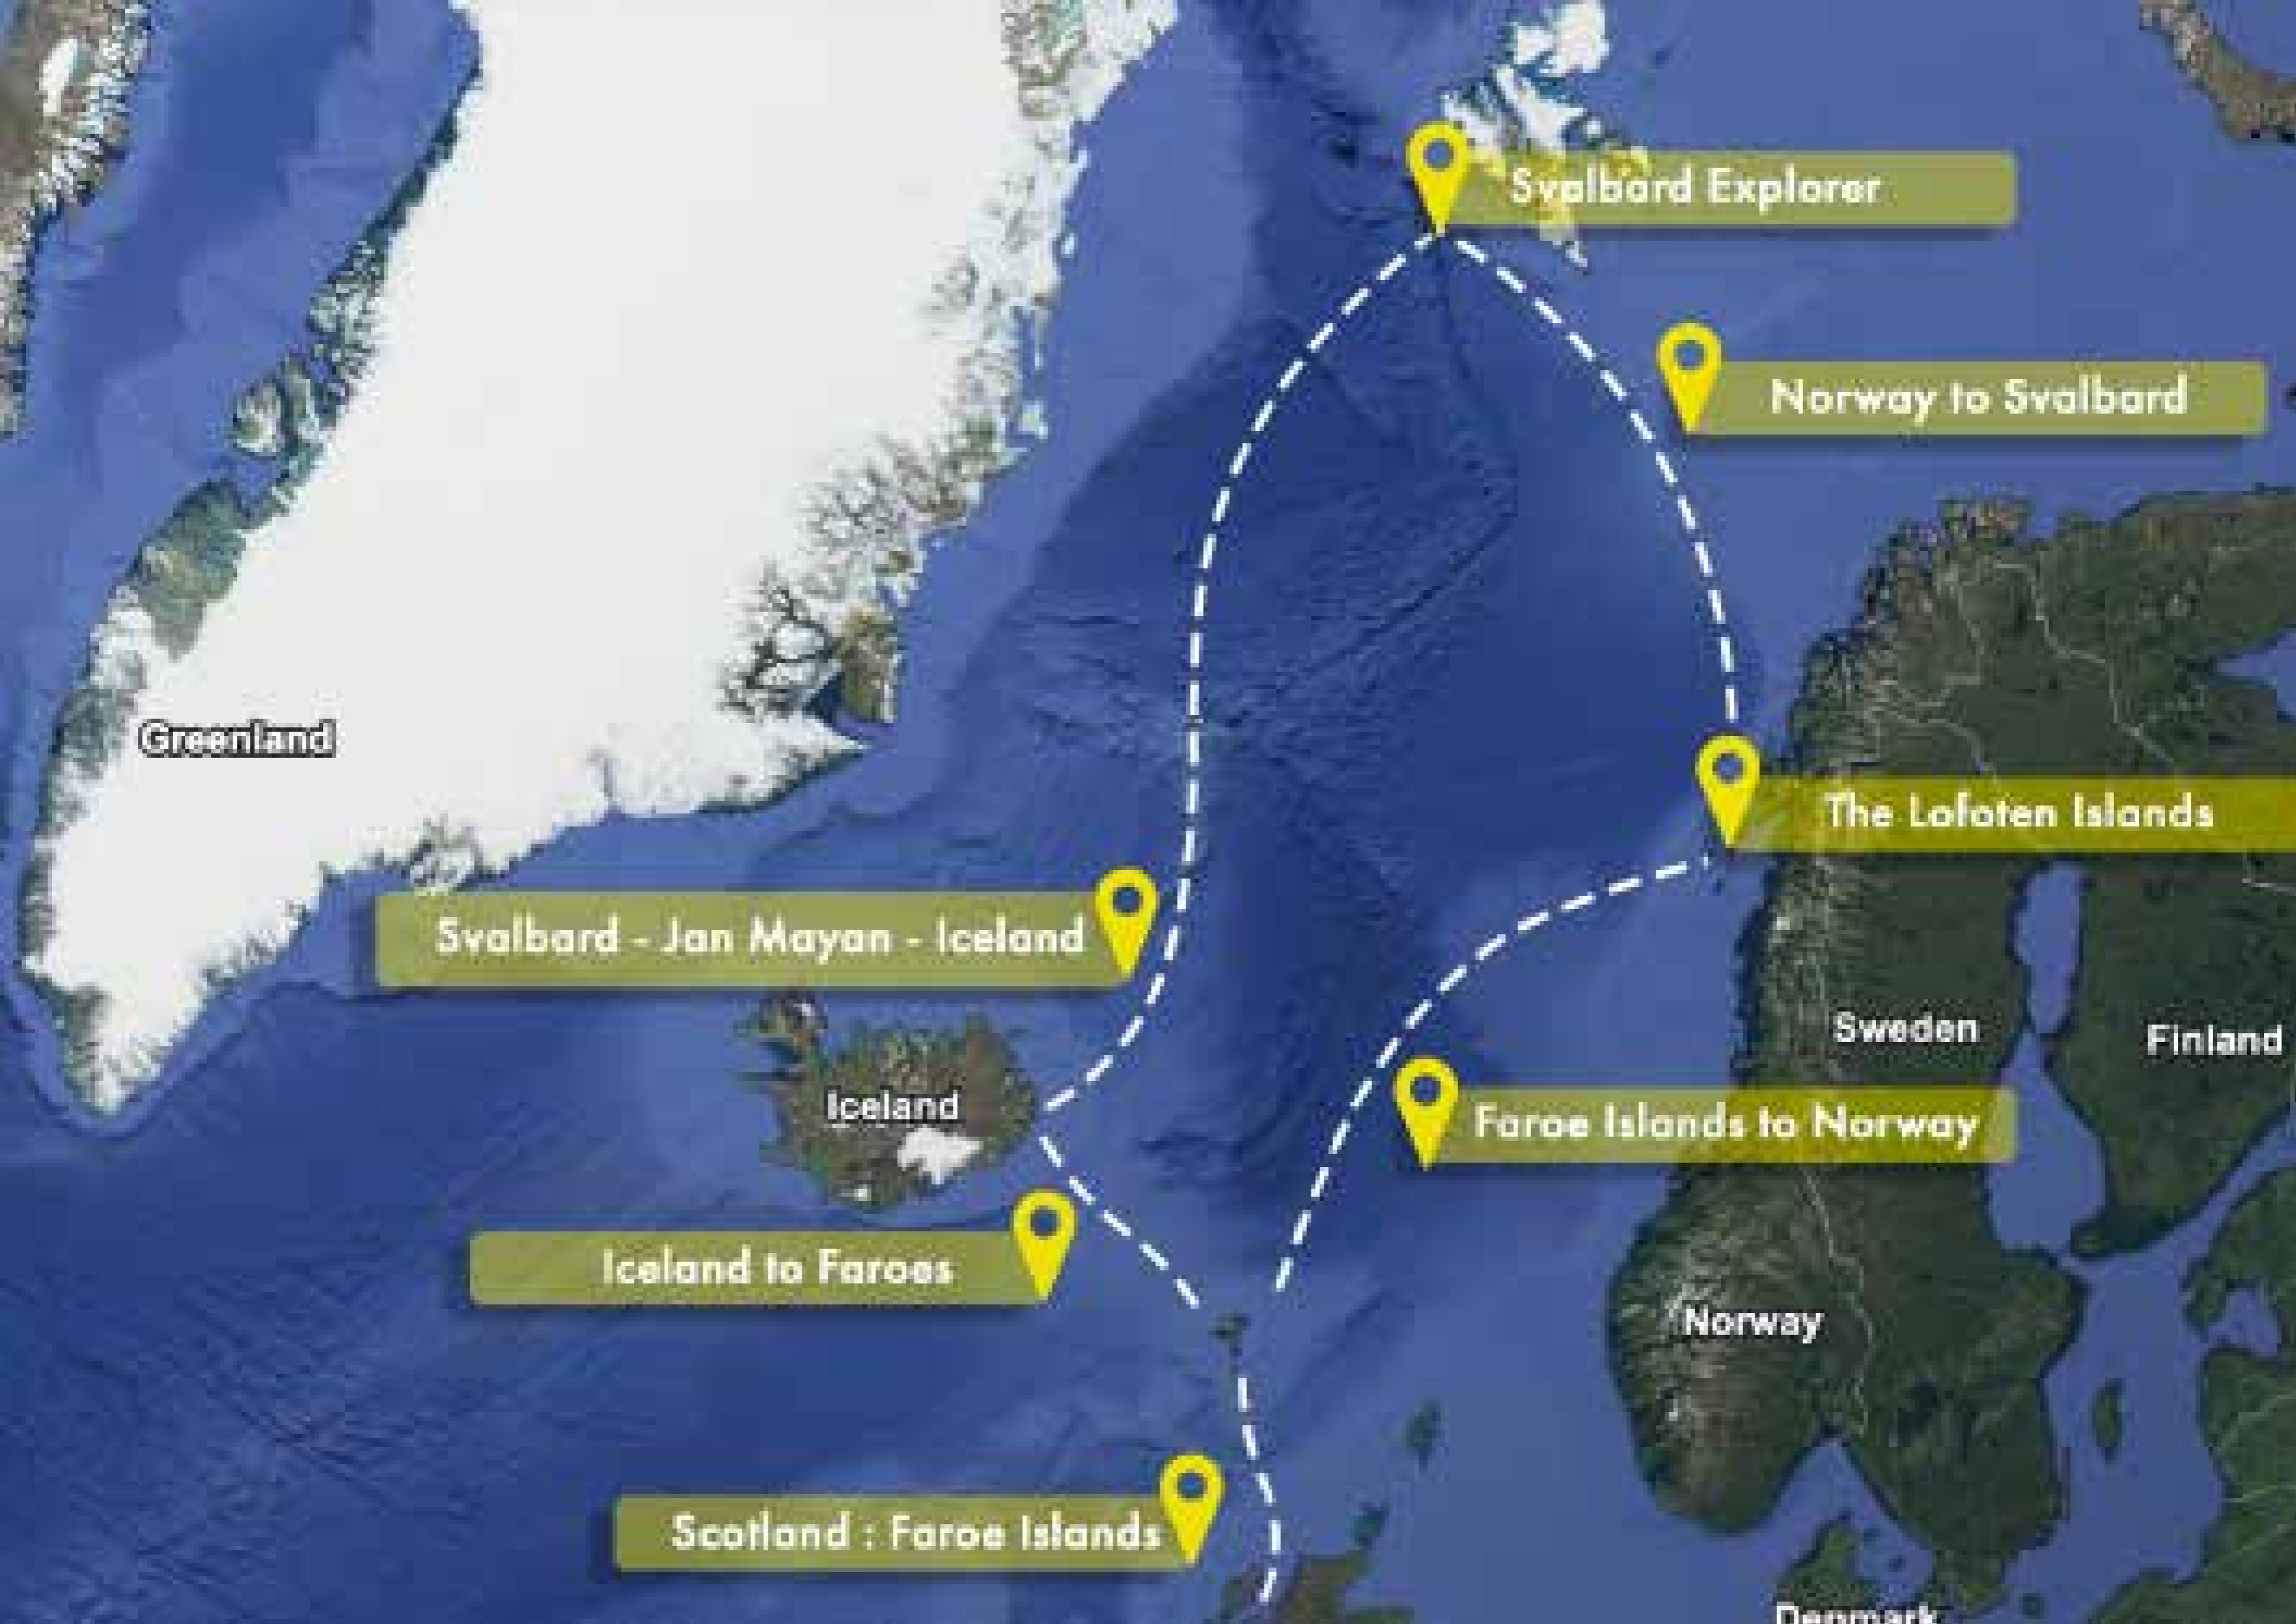 Svalbard Explorer
Norway to Svalbard
Greenland
The Lofoten Islands
Svalbard - Jan Mayan - Iceland
Sweden
Finland
Iceland
Faroe Islands to Norway
Iceland to Faroes
Norway
Scotland : Faroe Islands
Denmark